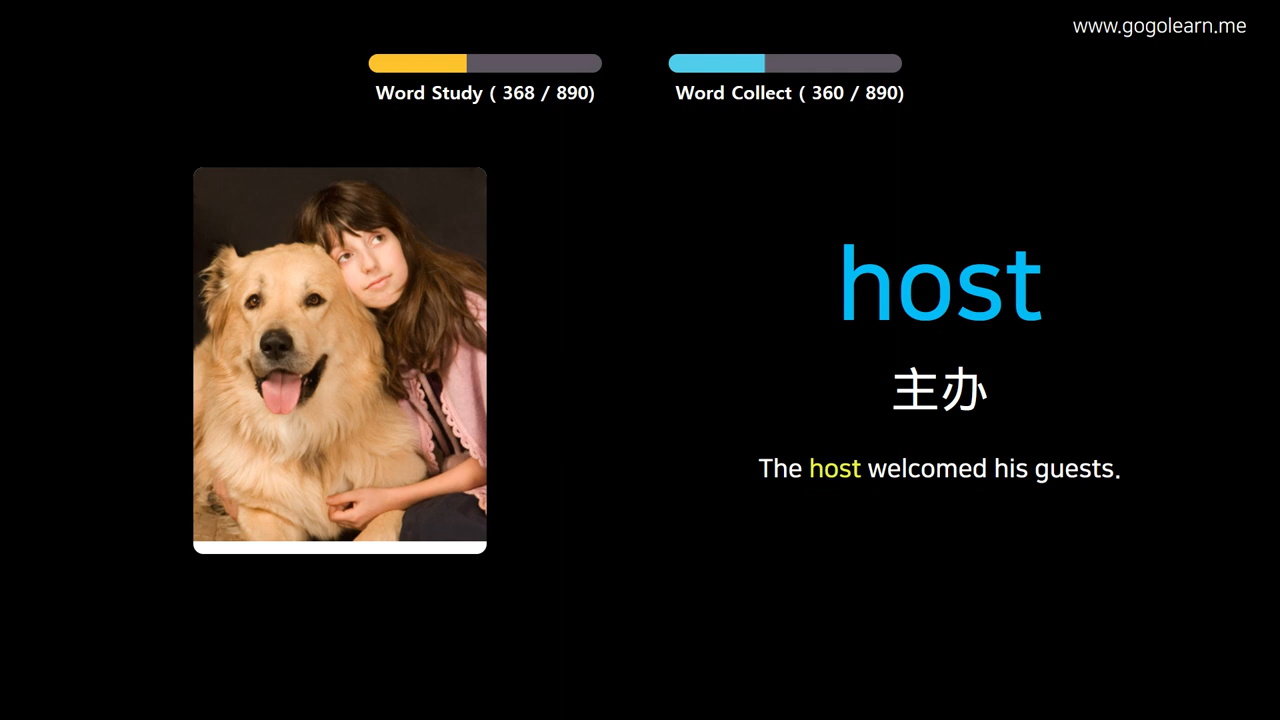 www.gogolearn.me
Word Study ( 368 / 890)
Word Collect ( 360 / 890)
host
主办
The host welcomed his guests.